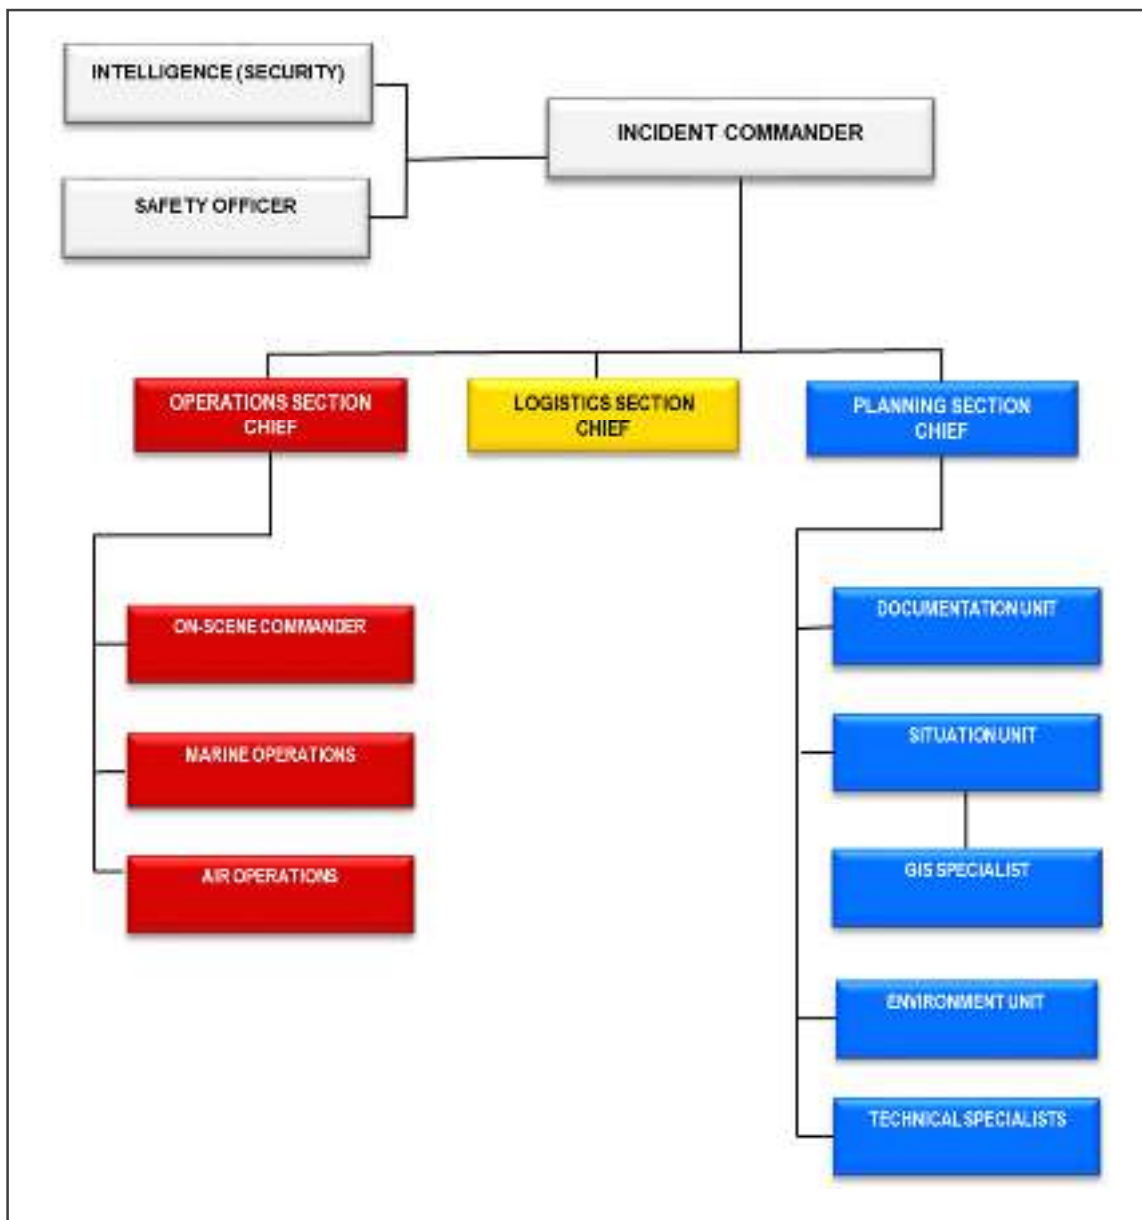 INTELLIGENCE (SECURITY)
INCIDENT COMMANDER
SAFETY OFFICER
OPERATIONS SECTION
CHIEF
LOGISTICS SECTION
CHIEF
PLANNING SECTION
CHIEF
ON-SCENE COMMANDER
MARINE OPERATIONS
AIR OPERATIONS
DOCUMENTATION UNIT
SITUATION UNIT
GIS SPECIALIST
ENVIRONMENT UNIT
TECHNICAL SPECIALISTS